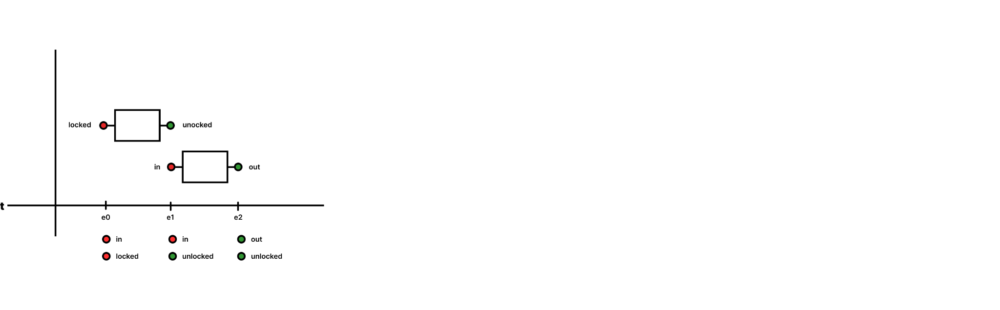 locked unocked
in out
t
e0 e1 e2
in in out
locked unlocked unlocked